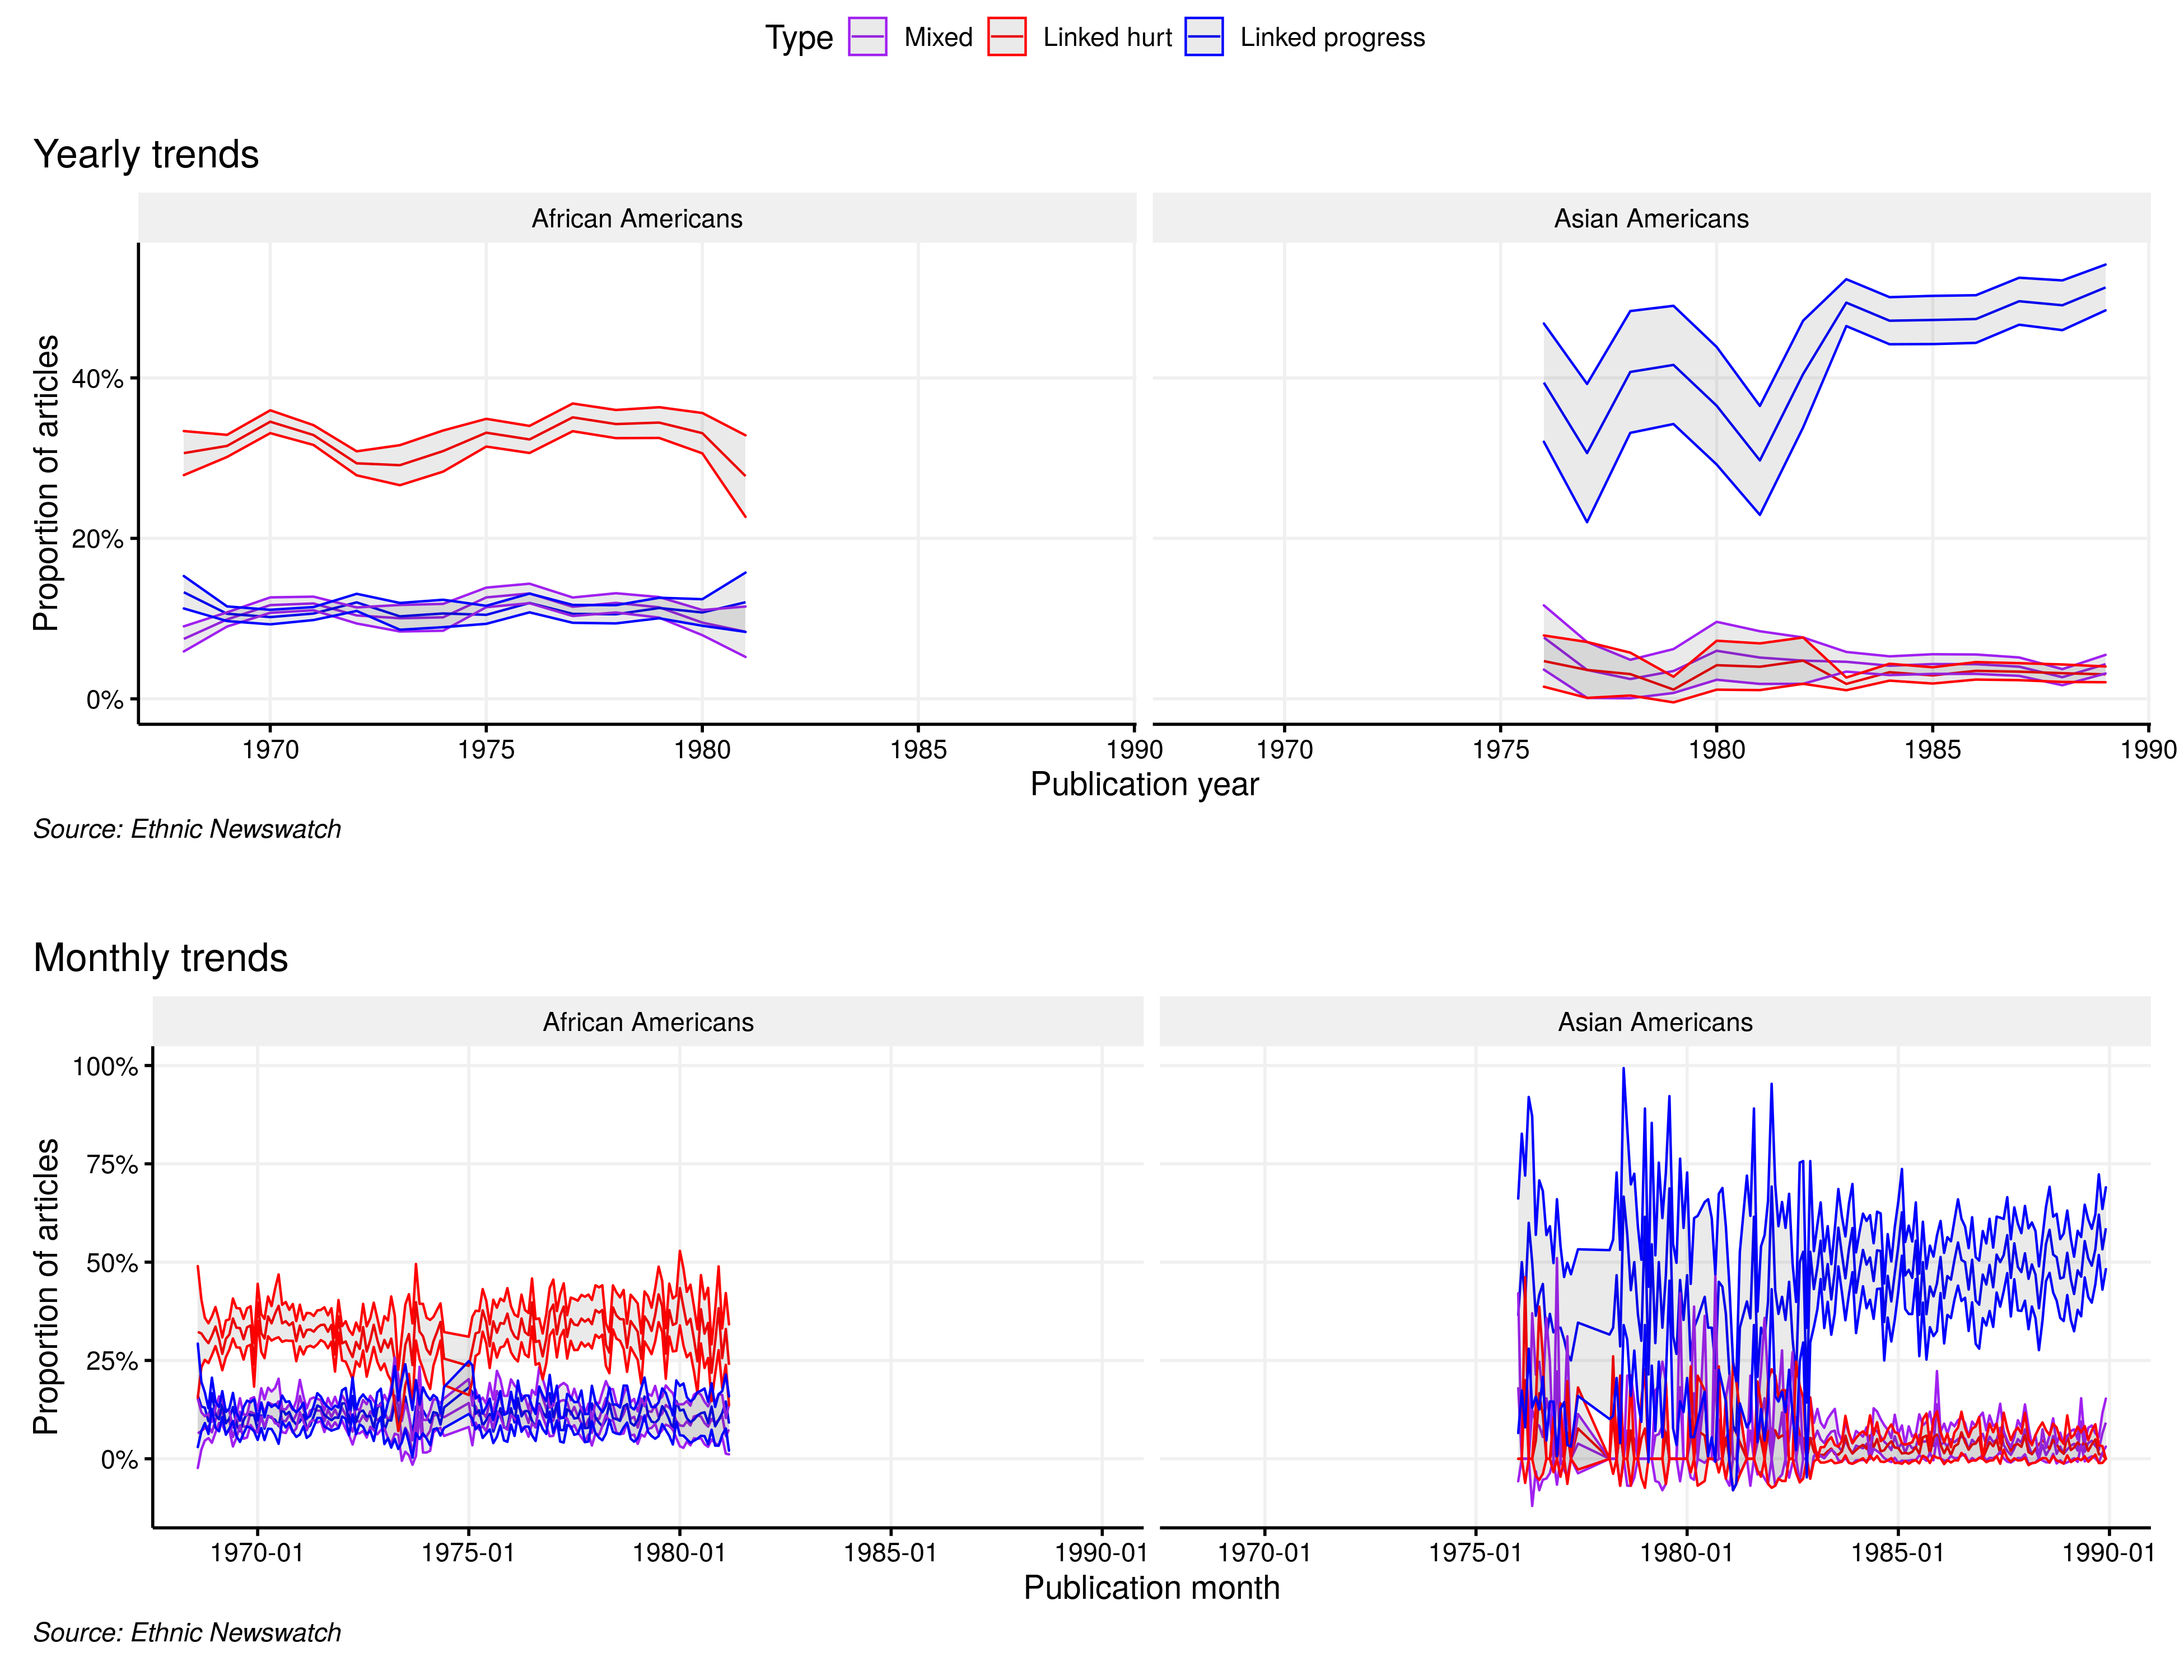 Type Mixed Linked hurt Linked progress
Yearly trends
African Americans Asian Americans
Proportion of articles
40%
20%
0%
1970 1975 1980 1985 1990 1970 1975 1980 1985 1990
Publication year
Source: Ethnic Newswatch
Monthly trends
African Americans Asian Americans
Proportion of articles
100%
75%
50%
25%
0%
1970-01 1975-01 1980-01 1985-01 1990-01 1970-01 1975-01 1980-01 1985-01 1990-01
Publication month
Source: Ethnic Newswatch